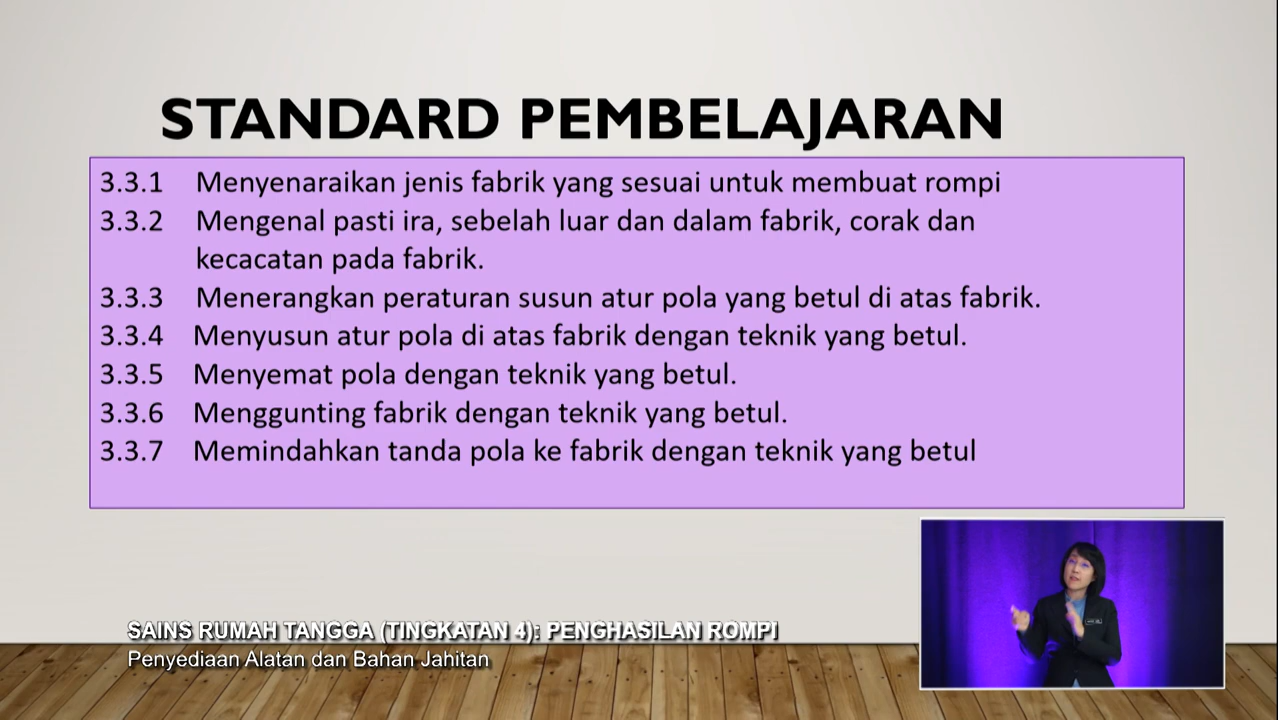 STANDARD PEMBELAJARAN
3.3.1 Menyenaraikan jenis fabrik yang sesuai untuk membuat rompi
3.3.2 Mengenal pasti ira, sebelah luar dan dalam fabrik, corak dan
kecacatan pada fabrik.
3.3.3 Menerangkan peraturan susun atur pola yang betul di atas fabrik.
3.3.4 Menyusun atur pola di atas fabrik dengan teknik yang betul.
3.3.5 Menyemat pola dengan teknik yang betul.
3.3.6 Menggunting fabrik dengan teknik yang betul.
3.3.7 Memindahkan tanda pola ke fabrik dengan teknik yang betul
SAINS RUMAH TANGGA (TINGKATAN 4): PENGHASILAN ROMPI
Penyediaan Alatan dan Bahan Jahitan